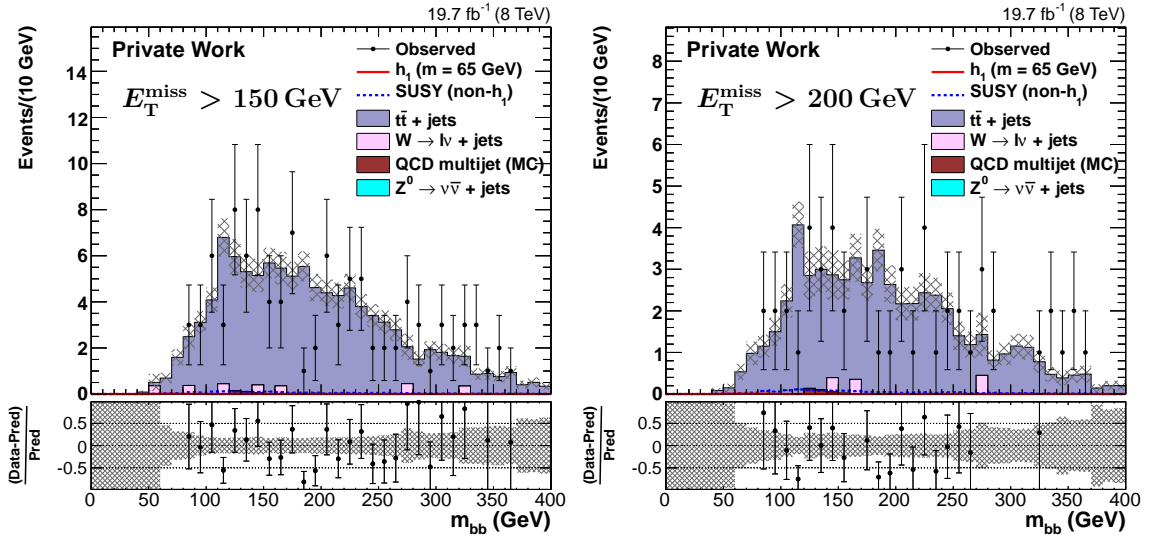 19.7 fb⁻¹ (8 TeV)
Private Work
E_T^miss > 150 GeV
Observed
h₁ (m = 65 GeV)
SUSY (non-h₁)
tt̄ + jets
W → lν + jets
QCD multijet (MC)
Z⁰ → νν̄ + jets
Events/(10 GeV)
14
12
10
8
6
4
2
0
(Data-Pred)
Pred
0.5
0
-0.5
0 50 100 150 200 250 300 350 400
m_bb (GeV)
19.7 fb⁻¹ (8 TeV)
Private Work
E_T^miss > 200 GeV
Observed
h₁ (m = 65 GeV)
SUSY (non-h₁)
tt̄ + jets
W → lν + jets
QCD multijet (MC)
Z⁰ → νν̄ + jets
Events/(10 GeV)
8
7
6
5
4
3
2
1
0
(Data-Pred)
Pred
0.5
0
-0.5
0 50 100 150 200 250 300 350 400
m_bb (GeV)